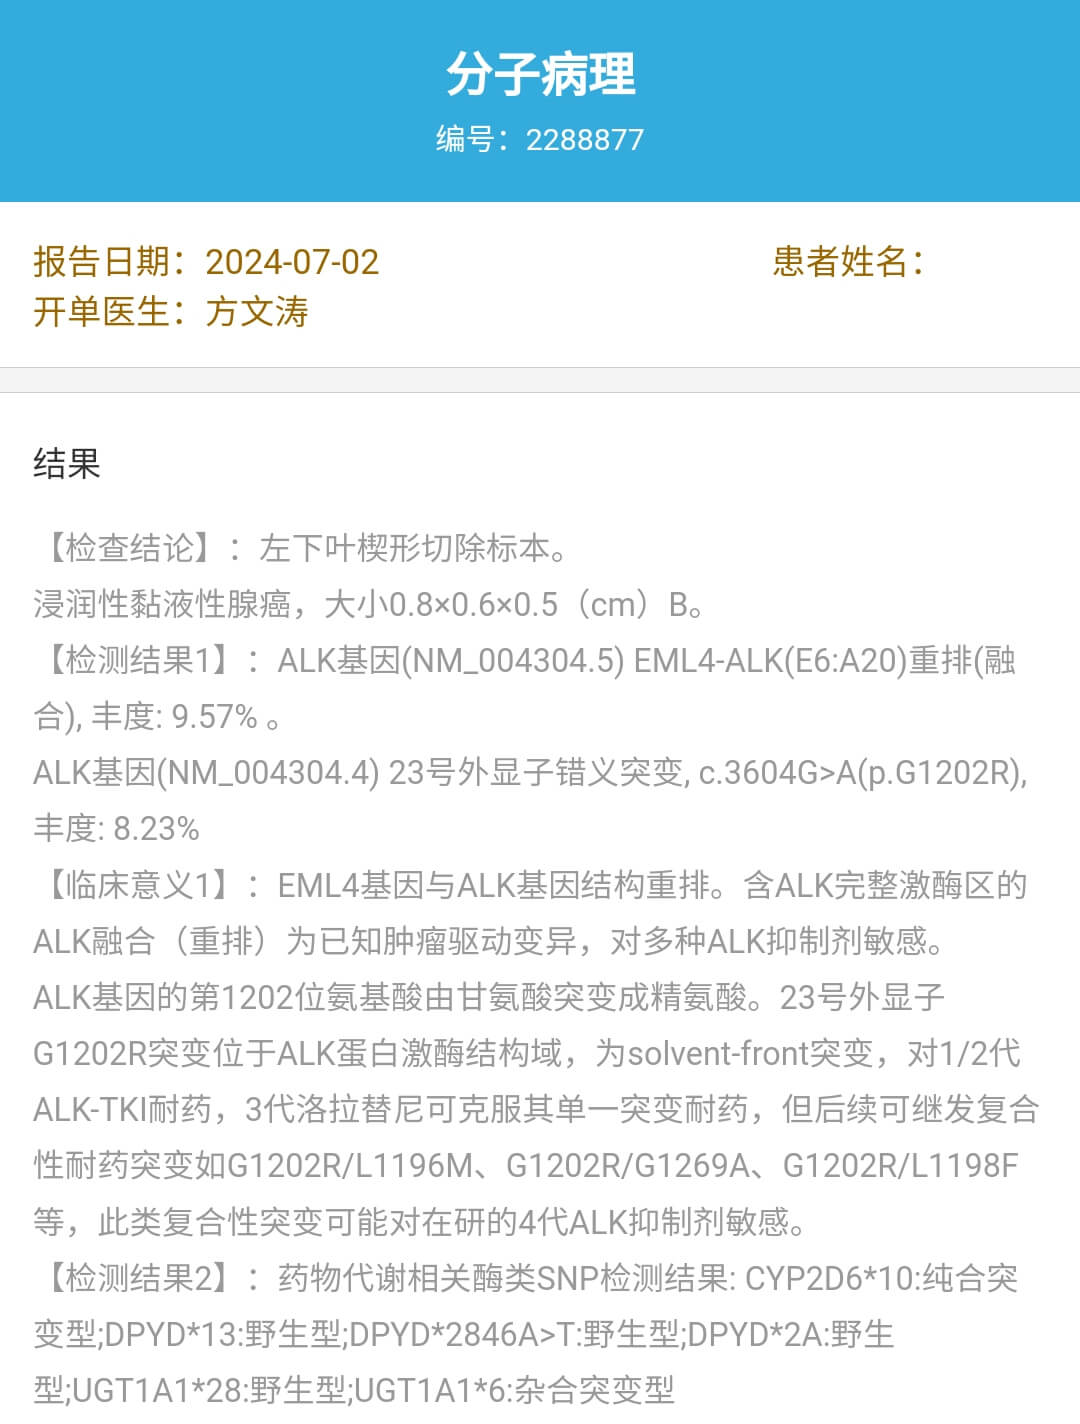 分子病理
编号：2288877
报告日期：2024-07-02 患者姓名：
开单医生：方文涛
结果
【检查结论】：左下叶楔形切除标本。
浸润性黏液性腺癌，大小0.8×0.6×0.5（cm）B。
【检测结果1】：ALK基因(NM_004304.5) EML4-ALK(E6:A20)重排(融
合), 丰度: 9.57% 。
ALK基因(NM_004304.4) 23号外显子错义突变, c.3604G>A(p.G1202R),
丰度: 8.23%
【临床意义1】：EML4基因与ALK基因结构重排。含ALK完整激酶区的
ALK融合（重排）为已知肿瘤驱动变异，对多种ALK抑制剂敏感。
ALK基因的第1202位氨基酸由甘氨酸突变成精氨酸。23号外显子
G1202R突变位于ALK蛋白激酶结构域，为solvent-front突变，对1/2代
ALK-TKI耐药，3代洛拉替尼可克服其单一突变耐药，但后续可继发复合
性耐药突变如G1202R/L1196M、G1202R/G1269A、G1202R/L1198F
等，此类复合性突变可能对在研的4代ALK抑制剂敏感。
【检测结果2】：药物代谢相关酶类SNP检测结果: CYP2D6*10:纯合突
变型;DPYD*13:野生型;DPYD*2846A>T:野生型;DPYD*2A:野生
型;UGT1A1*28:野生型;UGT1A1*6:杂合突变型